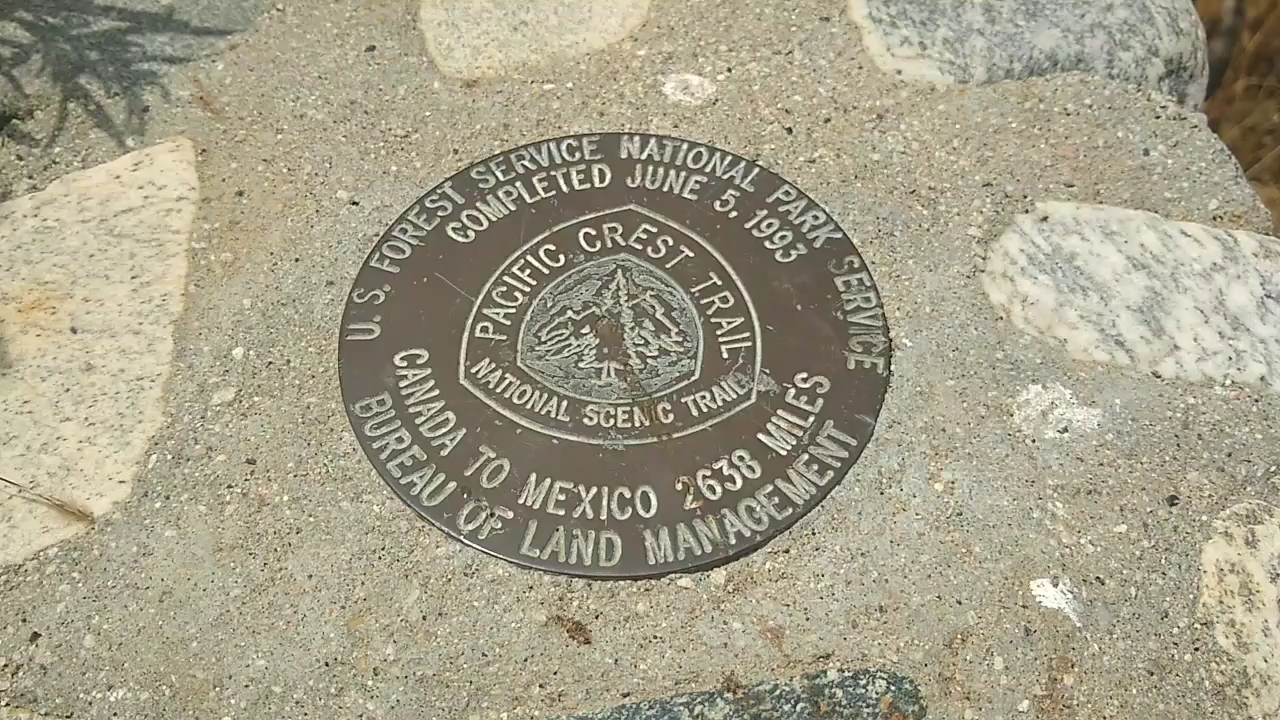 U. S. FOREST SERVICE NATIONAL PARK SERVICE
COMPLETED JUNE 5, 1993
PACIFIC CREST TRAIL
NATIONAL SCENIC TRAIL
CANADA TO MEXICO 2638 MILES
BUREAU OF LAND MANAGEMENT